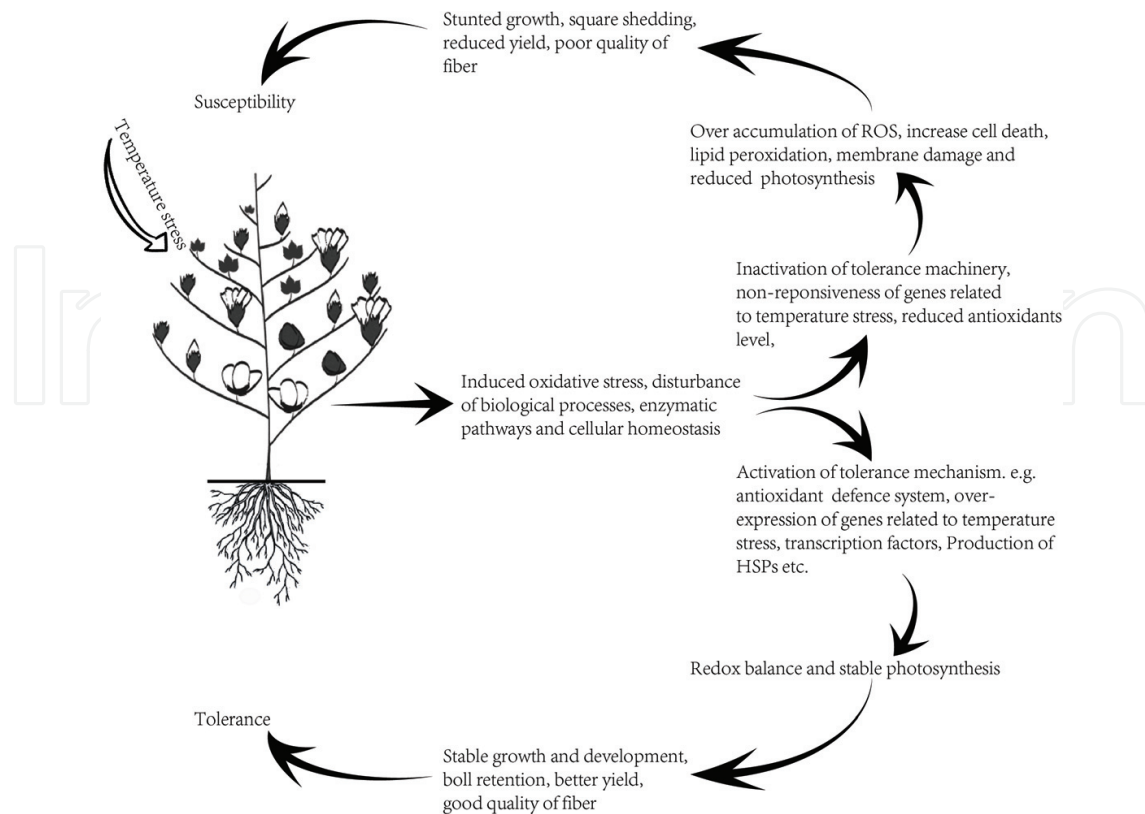 Stunted growth, square shedding,
reduced yield, poor quality of
fiber
Susceptibility
Temperature stress
Over accumulation of ROS, increase cell death,
lipid peroxidation, membrane damage and
reduced photosynthesis
Inactivation of tolerance machinery,
non-reponsiveness of genes related
to temperature stress, reduced antioxidants
level,
Induced oxidative stress, disturbance
of biological processes, enzymatic
pathways and cellular homeostasis
Activation of tolerance mechanism. e.g.
antioxidant defence system, over-
expression of genes related to temperature
stress, transcription factors, Production of
HSPs etc.
Redox balance and stable photosynthesis
Tolerance
Stable growth and development,
boll retention, better yield,
good quality of fiber